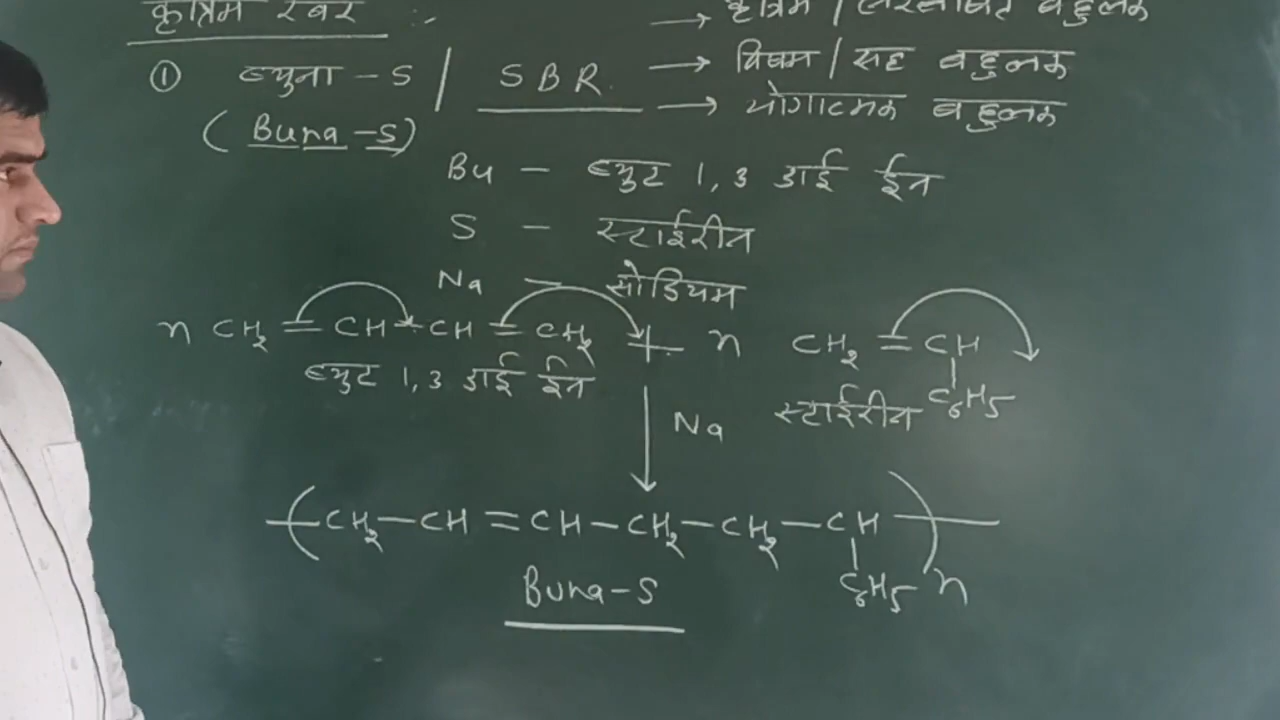 कृत्रिम रबर :-
→ कृत्रिम / संश्लेषित बहुलक
① ब्युना - S / SBR. → विषम / सह बहुलक
(Buna-S) → योगात्मक बहुलक
Bu - ब्युट 1,3 डाई ईन
S - स्टाईरीन
Na - सोडियम
n CH₂ = CH - CH = CH₂ + n CH₂ = CH
ब्युट 1,3 डाई ईन
C₆H₅
स्टाईरीन
Na
( CH₂ - CH = CH - CH₂ - CH₂ - CH )
C₆H₅ n
Buna-S